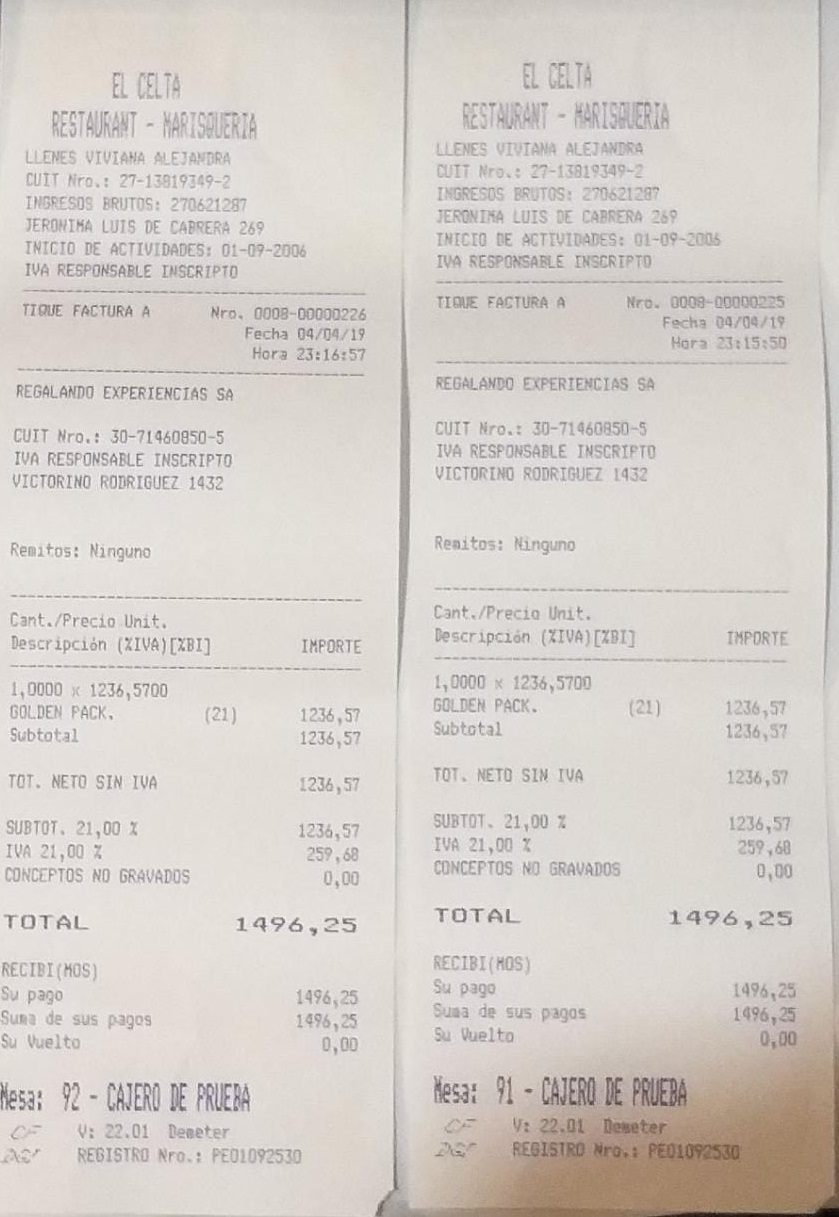 EL CELTA
RESTAURANT - MARISQUERIA
LLENES VIVIANA ALEJANDRA
CUIT Nro.: 27-13819349-2
INGRESOS BRUTOS: 270621287
JERONIMA LUIS DE CABRERA 269
INICIO DE ACTIVIDADES: 01-09-2006
IVA RESPONSABLE INSCRIPTO
TIQUE FACTURA A Nro. 0008-00000226
Fecha 04/04/19
Hora 23:16:57
REGALANDO EXPERIENCIAS SA
CUIT Nro.: 30-71460850-5
IVA RESPONSABLE INSCRIPTO
VICTORINO RODRIGUEZ 1432
Remitos: Ninguno
Cant./Precio Unit.
Descripción (%IVA)[%BI] IMPORTE
1,0000 x 1236,5700
GOLDEN PACK. (21) 1236,57
Subtotal 1236,57
TOT. NETO SIN IVA 1236,57
SUBTOT. 21,00 % 1236,57
IVA 21,00 % 259,68
CONCEPTOS NO GRAVADOS 0,00
TOTAL 1496,25
RECIBI(MOS)
Su pago 1496,25
Suma de sus pagos 1496,25
Su Vuelto 0,00
Mesa: 92 - CAJERO DE PRUEBA
CF V: 22.01 Demeter
REGISTRO Nro.: PEO1092530
EL CELTA
RESTAURANT - MARISQUERIA
LLENES VIVIANA ALEJANDRA
CUIT Nro.: 27-13819349-2
INGRESOS BRUTOS: 270621287
JERONIMA LUIS DE CABRERA 269
INICIO DE ACTIVIDADES: 01-09-2006
IVA RESPONSABLE INSCRIPTO
TIQUE FACTURA A Nro. 0008-00000225
Fecha 04/04/19
Hora 23:15:50
REGALANDO EXPERIENCIAS SA
CUIT Nro.: 30-71460850-5
IVA RESPONSABLE INSCRIPTO
VICTORINO RODRIGUEZ 1432
Remitos: Ninguno
Cant./Precio Unit.
Descripción (%IVA)[%BI] IMPORTE
1,0000 x 1236,5700
GOLDEN PACK. (21) 1236,57
Subtotal 1236,57
TOT. NETO SIN IVA 1236,57
SUBTOT. 21,00 % 1236,57
IVA 21,00 % 259,68
CONCEPTOS NO GRAVADOS 0,00
TOTAL 1496,25
RECIBI(MOS)
Su pago 1496,25
Suma de sus pagos 1496,25
Su Vuelto 0,00
Mesa: 91 - CAJERO DE PRUEBA
CF V: 22.01 Demeter
REGISTRO Nro.: PEO1092530